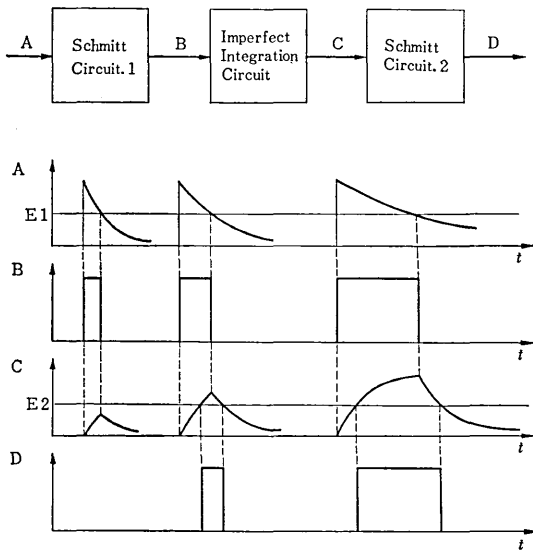 A
Schmitt
Circuit.1
B
Imperfect
Integration
Circuit
C
Schmitt
Circuit.2
D
A
E1
t
B
t
C
E2
t
D
t